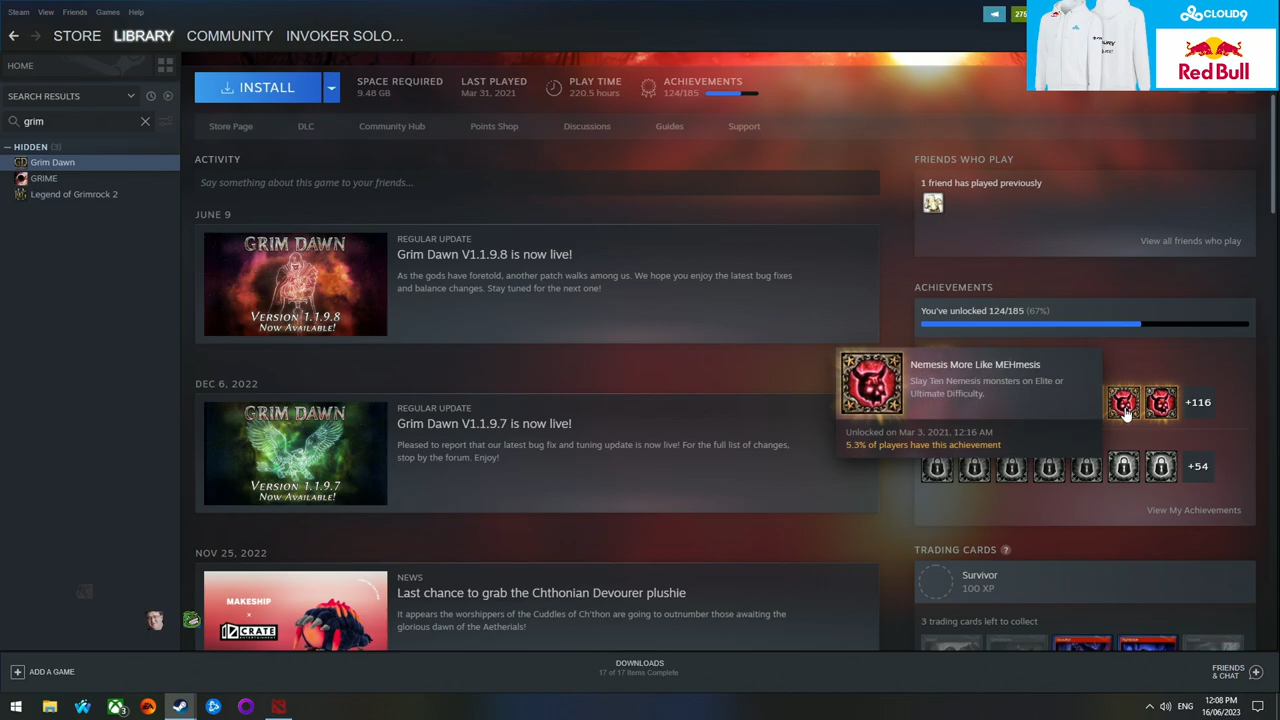 Steam View Friends Games Help
275
CLOUD9
Red Bull
STORE LIBRARY COMMUNITY INVOKER SOLO...
HOME
SEARCH RESULTS
grim
HIDDEN (3)
Grim Dawn
GRIME
Legend of Grimrock 2
INSTALL
SPACE REQUIRED
9.48 GB
LAST PLAYED
Mar 31, 2021
PLAY TIME
220.5 hours
ACHIEVEMENTS
124/185
Store Page DLC Community Hub Points Shop Discussions Guides Support
ACTIVITY
Say something about this game to your friends...
JUNE 9
GRIM DAWN
VERSION 1.1.9.8
NOW AVAILABLE!
REGULAR UPDATE
Grim Dawn V1.1.9.8 is now live!
As the gods have foretold, another patch walks among us. We hope you enjoy the latest bug fixes
and balance changes. Stay tuned for the next one!
DEC 6, 2022
GRIM DAWN
VERSION 1.1.9.7
NOW AVAILABLE!
REGULAR UPDATE
Grim Dawn V1.1.9.7 is now live!
Pleased to report that our latest bug fix and tuning update is now live! For the full list of changes,
stop by the forum. Enjoy!
NOV 25, 2022
MAKESHIP
×
CRATE
ENTERTAINMENT
NEWS
Last chance to grab the Chthonian Devourer plushie
It appears the worshippers of the Cuddles of Ch'thon are going to outnumber those awaiting the
glorious dawn of the Aetherials!
FRIENDS WHO PLAY
1 friend has played previously
View all friends who play
ACHIEVEMENTS
You've unlocked 124/185 (67%)
Nemesis More Like MEHmesis
Slay Ten Nemesis monsters on Elite or
Ultimate Difficulty.
Unlocked on Mar 3, 2021, 12:16 AM
5.3% of players have this achievement
+116
+54
View My Achievements
TRADING CARDS ?
Survivor
100 XP
3 trading cards left to collect
ADD A GAME
DOWNLOADS
17 of 17 Items Complete
FRIENDS
& CHAT
3
ENG
12:08 PM
16/06/2023